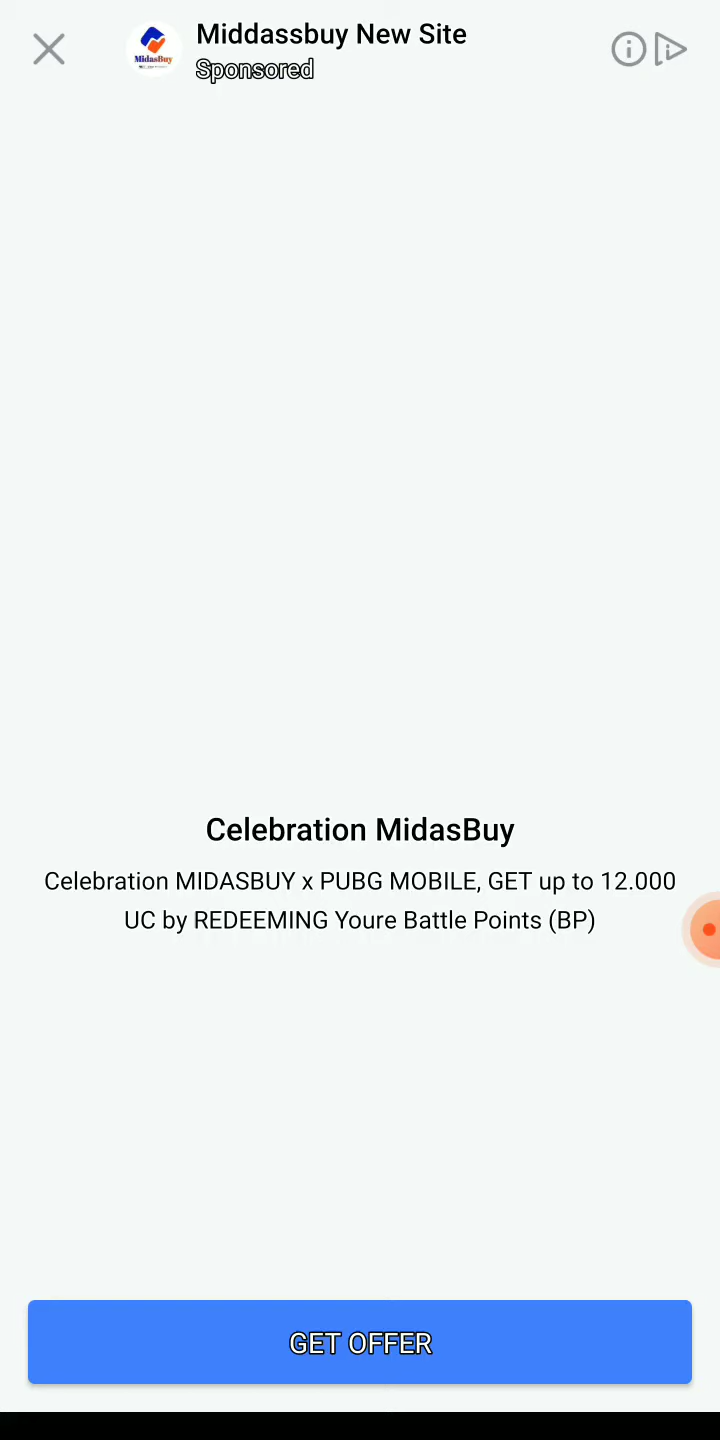 Middassbuy New Site
Sponsored
MidasBuy
Celebration MidasBuy
Celebration MIDASBUY x PUBG MOBILE, GET up to 12.000
UC by REDEEMING Youre Battle Points (BP)
GET OFFER